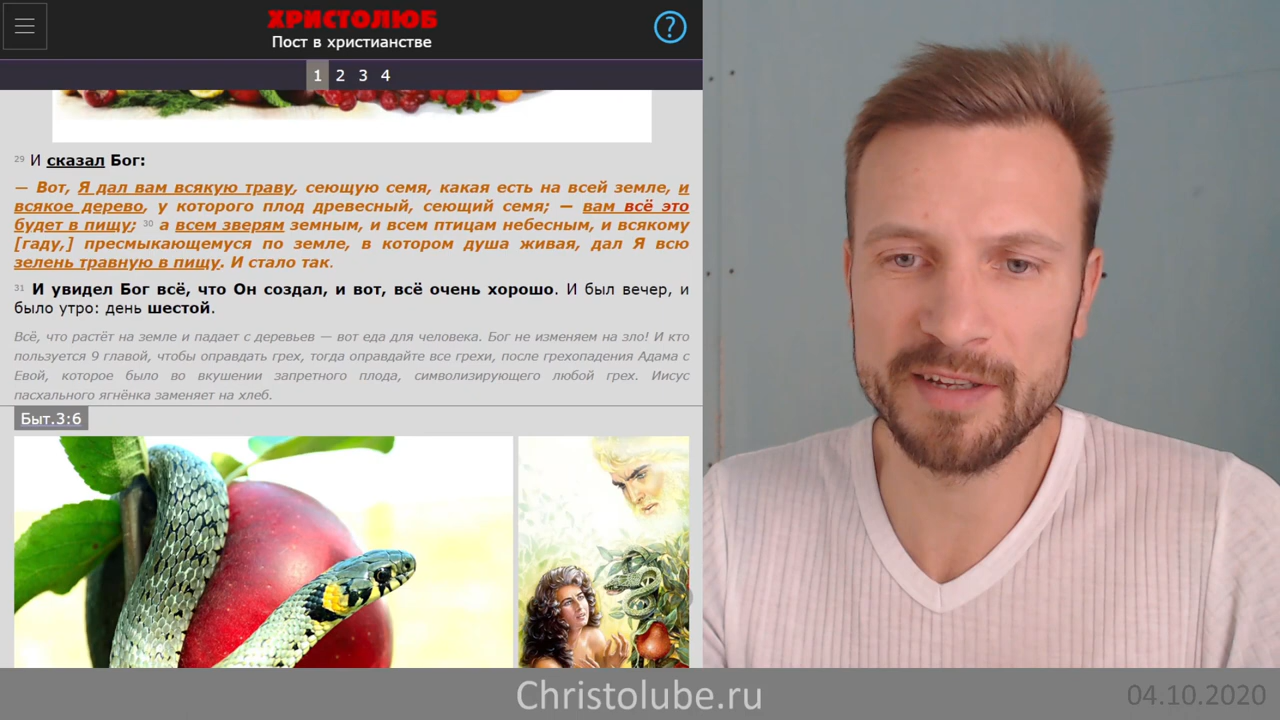 ХРИСТОЛЮБ
Пост в христианстве
1 2 3 4
29 И сказал Бог:
— Вот, Я дал вам всякую траву, сеющую семя, какая есть на всей земле, и
всякое дерево, у которого плод древесный, сеющий семя; — вам всё это
будет в пищу; 30 а всем зверям земным, и всем птицам небесным, и всякому
[гаду,] пресмыкающемуся по земле, в котором душа живая, дал Я всю
зелень травную в пищу. И стало так.
31 И увидел Бог всё, что Он создал, и вот, всё очень хорошо. И был вечер, и
было утро: день шестой.
Всё, что растёт на земле и падает с деревьев — вот еда для человека. Бог не изменяем на зло! И кто
пользуется 9 главой, чтобы оправдать грех, тогда оправдайте все грехи, после грехопадения Адама с
Евой, которое было во вкушении запретного плода, символизирующего любой грех. Иисус
пасхального ягнёнка заменяет на хлеб.
Быт.3:6
Christolube.ru
04.10.2020